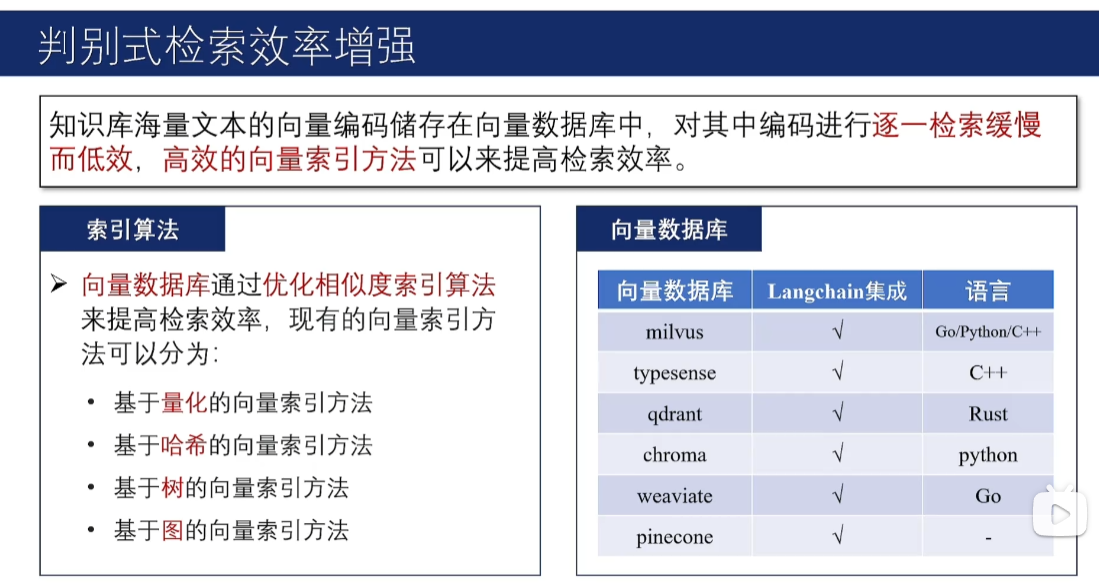 判别式检索效率增强
知识库海量文本的向量编码储存在向量数据库中，对其中编码进行逐一检索缓慢
而低效，高效的向量索引方法可以来提高检索效率。
索引算法
➢ 向量数据库通过优化相似度索引算法
来提高检索效率，现有的向量索引方
法可以分为：
• 基于量化的向量索引方法
• 基于哈希的向量索引方法
• 基于树的向量索引方法
• 基于图的向量索引方法
向量数据库
向量数据库 Langchain集成 语言
milvus √ Go/Python/C++
typesense √ C++
qdrant √ Rust
chroma √ python
weaviate √ Go
pinecone √ -